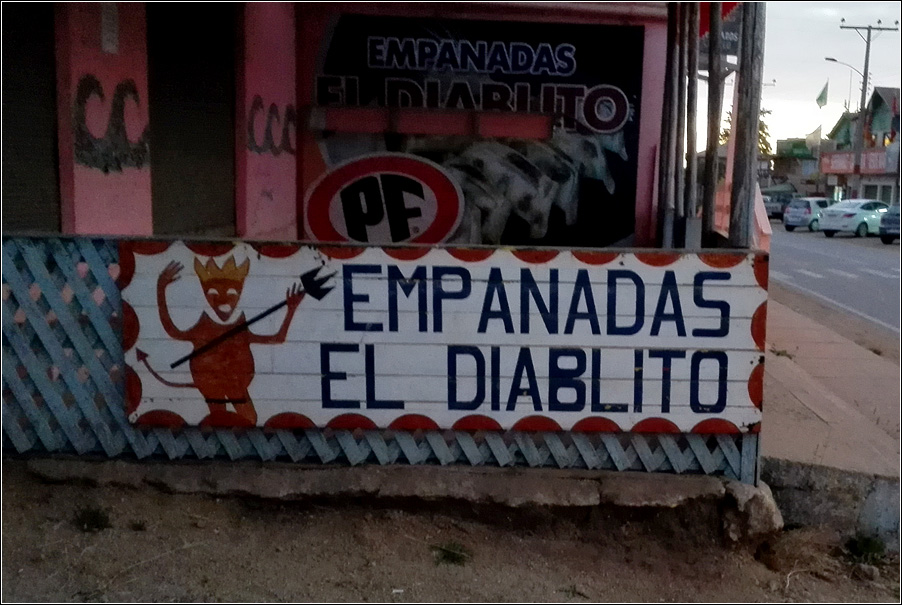 EMPANADAS
EL DIABLITO
PF
EMPANADAS
EL DIABLITO